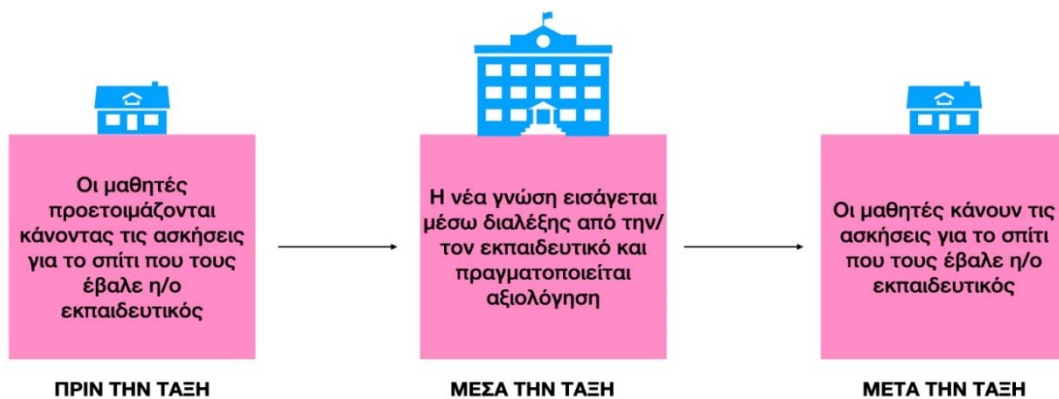 Οι μαθητές
προετοιμάζονται
κάνοντας τις ασκήσεις
για το σπίτι που τους
έβαλε η/ο
εκπαιδευτικός
Η νέα γνώση εισάγεται
μέσω διαλέξης από την/
τον εκπαιδευτικό και
πραγματοποιείται
αξιολόγηση
Οι μαθητές κάνουν τις
ασκήσεις για το σπίτι
που τους έβαλε η/ο
εκπαιδευτικός
ΠΡΙΝ ΤΗΝ ΤΑΞΗ
ΜΕΣΑ ΤΗΝ ΤΑΞΗ
ΜΕΤΑ ΤΗΝ ΤΑΞΗ